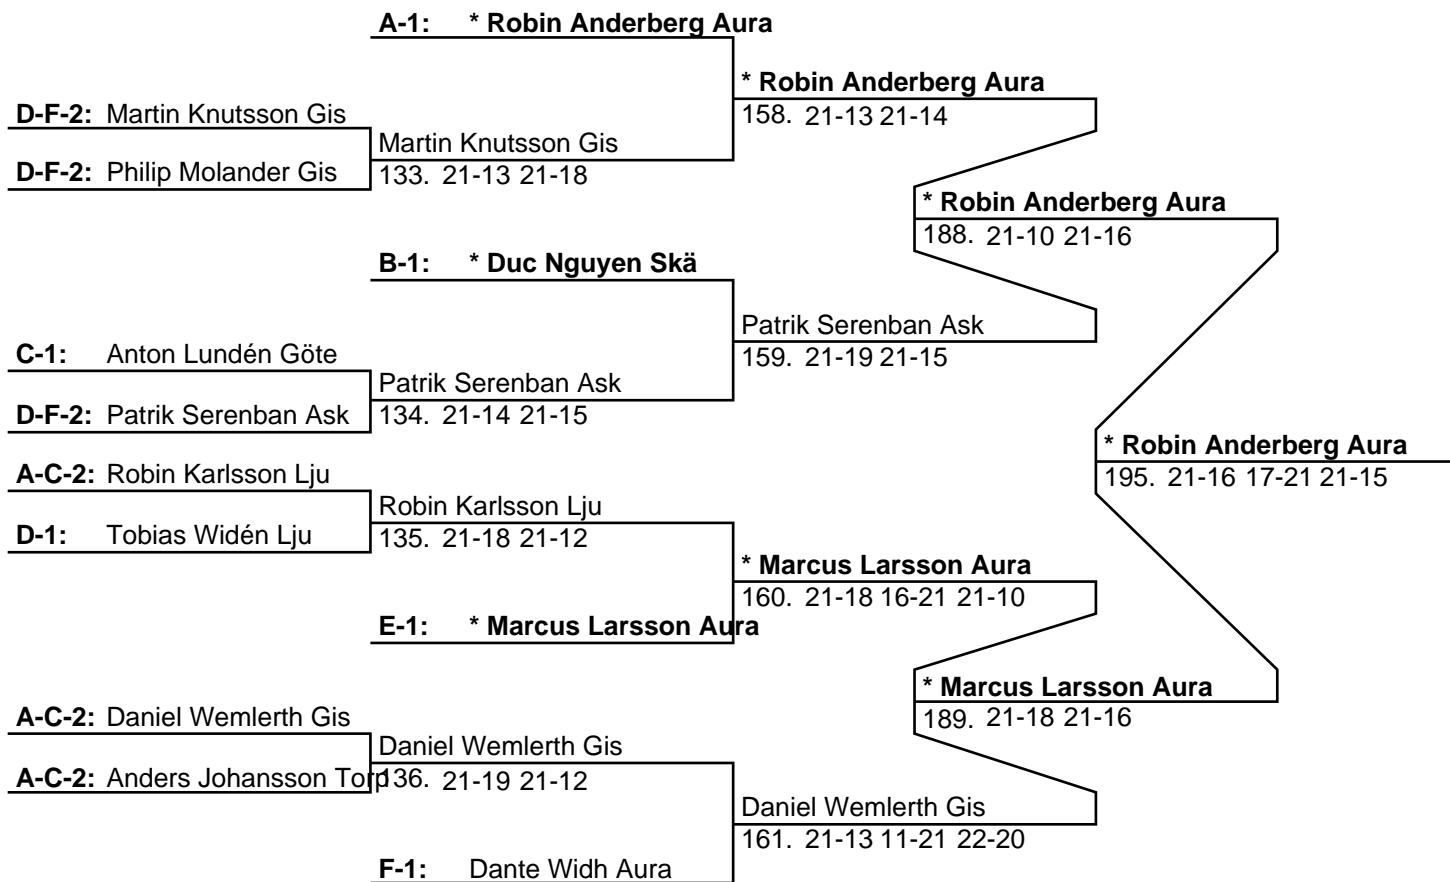 A-1: * Robin Anderberg Aura
* Robin Anderberg Aura
D-F-2: Martin Knutsson Gis
158. 21-13 21-14
Martin Knutsson Gis
D-F-2: Philip Molander Gis
133. 21-13 21-18
* Robin Anderberg Aura
188. 21-10 21-16
B-1: * Duc Nguyen Skä
Patrik Serenban Ask
C-1: Anton Lundén Göte
159. 21-19 21-15
Patrik Serenban Ask
D-F-2: Patrik Serenban Ask
134. 21-14 21-15
* Robin Anderberg Aura
A-C-2: Robin Karlsson Lju
195. 21-16 17-21 21-15
Robin Karlsson Lju
D-1: Tobias Widén Lju
135. 21-18 21-12
* Marcus Larsson Aura
160. 21-18 16-21 21-10
E-1: * Marcus Larsson Aura
* Marcus Larsson Aura
A-C-2: Daniel Wemlerth Gis
189. 21-18 21-16
Daniel Wemlerth Gis
A-C-2: Anders Johansson Torp
136. 21-19 21-12
Daniel Wemlerth Gis
161. 21-13 11-21 22-20
F-1: Dante Widh Aura